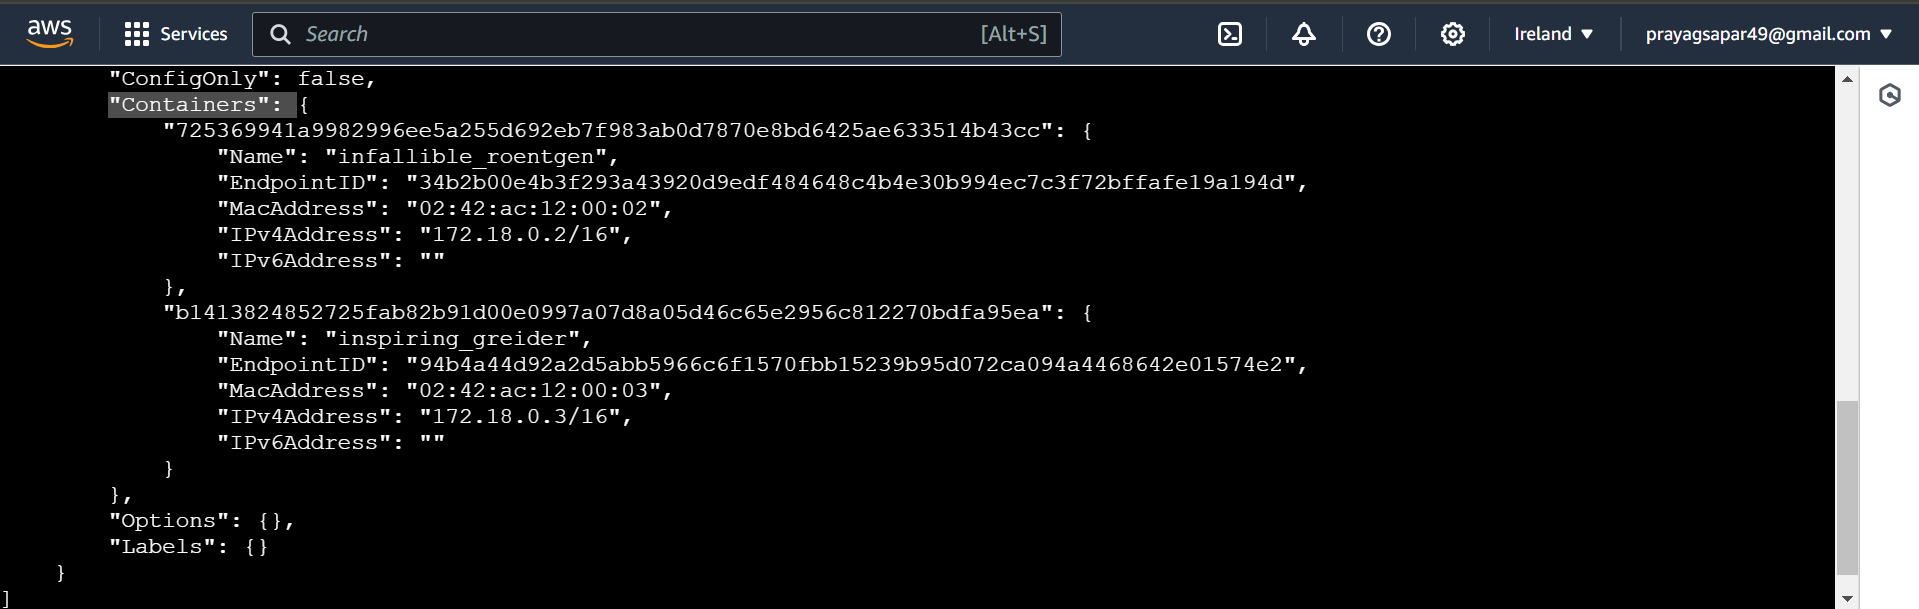 aws Services Search [Alt+S] Ireland ▼ prayagsapar49@gmail.com ▼
"ConfigOnly": false,
"Containers": {
"725369941a9982996ee5a255d692eb7f983ab0d7870e8bd6425ae633514b43cc": {
"Name": "infallible_roentgen",
"EndpointID": "34b2b00e4b3f293a43920d9edf484648c4b4e30b994ec7c3f72bffafe19a194d",
"MacAddress": "02:42:ac:12:00:02",
"IPv4Address": "172.18.0.2/16",
"IPv6Address": ""
},
"b1413824852725fab82b91d00e0997a07d8a05d46c65e2956c812270bdfa95ea": {
"Name": "inspiring_greider",
"EndpointID": "94b4a44d92a2d5abb5966c6f1570fbb15239b95d072ca094a4468642e01574e2",
"MacAddress": "02:42:ac:12:00:03",
"IPv4Address": "172.18.0.3/16",
"IPv6Address": ""
}
},
"Options": {},
"Labels": {}
}
]